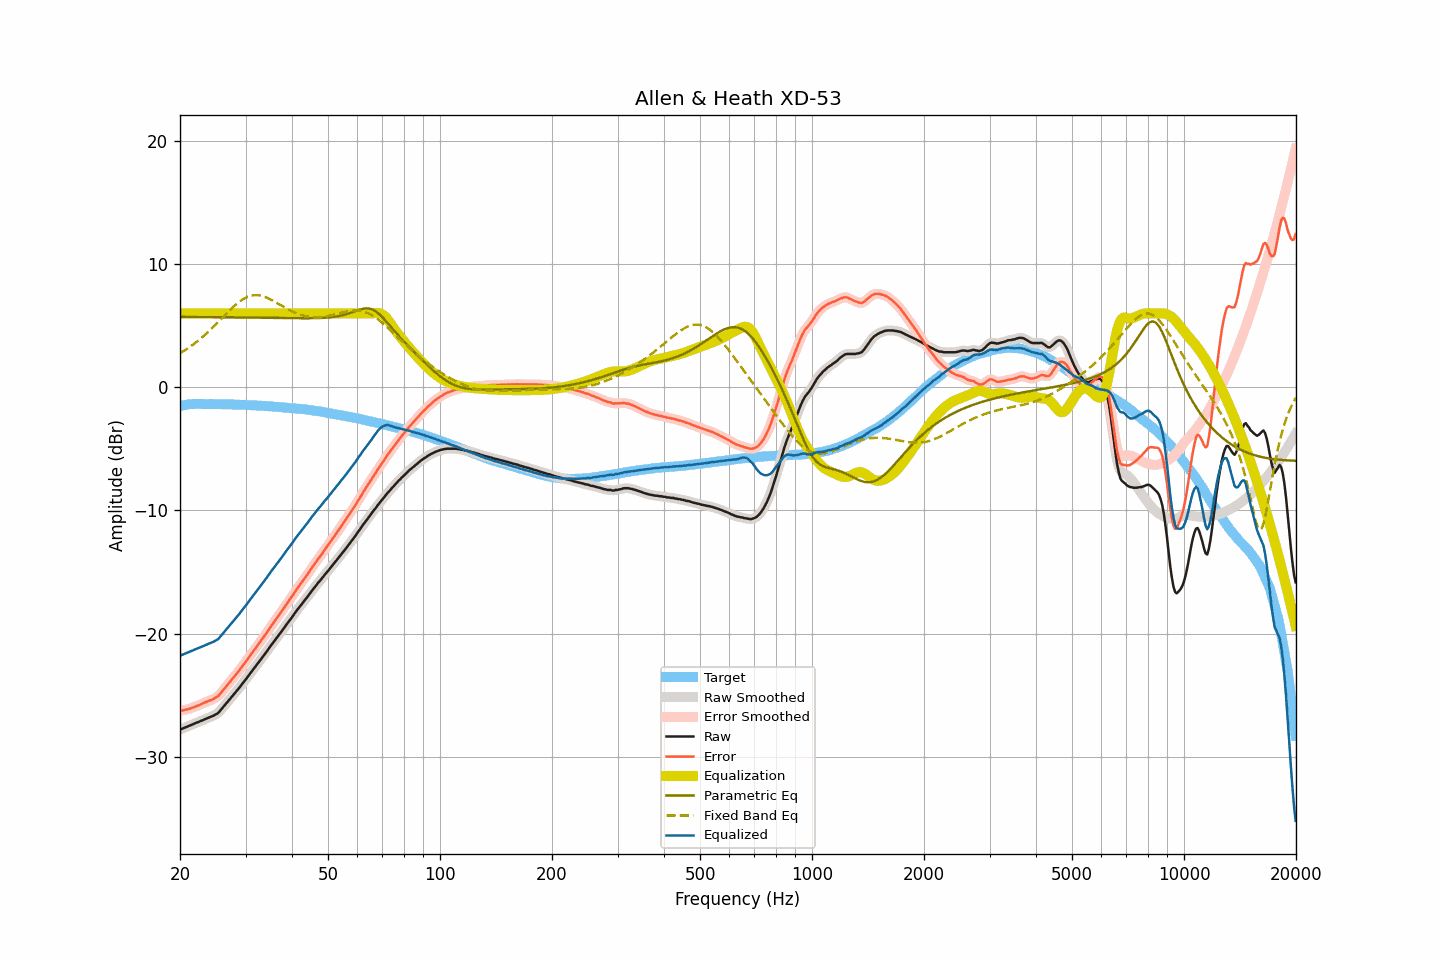 Allen & Heath XD-53
20
10
0
−10
−20
−30
Amplitude (dBr)
Target
Raw Smoothed
Error Smoothed
Raw
Error
Equalization
Parametric Eq
Fixed Band Eq
Equalized
20 50 100 200 500 1000 2000 5000 10000 20000
Frequency (Hz)